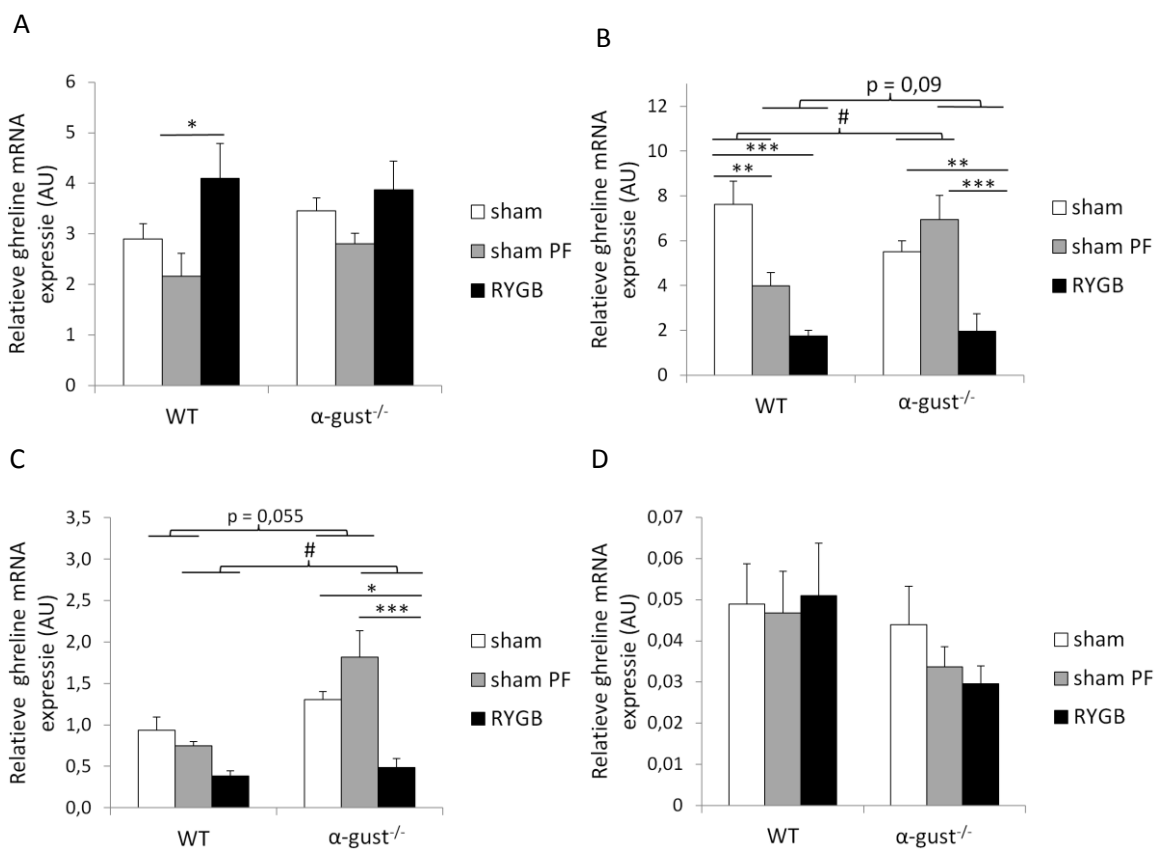 A
Relatieve ghreline mRNA
expressie (AU)
6
5
4
3
2
1
0
*
WT
α-gust-/-
sham
sham PF
RYGB
B
Relatieve ghreline mRNA
expressie (AU)
12
10
8
6
4
2
0
p = 0,09
#
***
**
**
***
WT
α-gust-/-
sham
sham PF
RYGB
C
Relatieve ghreline mRNA
expressie (AU)
3,5
3,0
2,5
2,0
1,5
1,0
0,5
0,0
p = 0,055
#
*
***
WT
α-gust-/-
sham
sham PF
RYGB
D
Relatieve ghreline mRNA
expressie (AU)
0,07
0,06
0,05
0,04
0,03
0,02
0,01
0
WT
α-gust-/-
sham
sham PF
RYGB